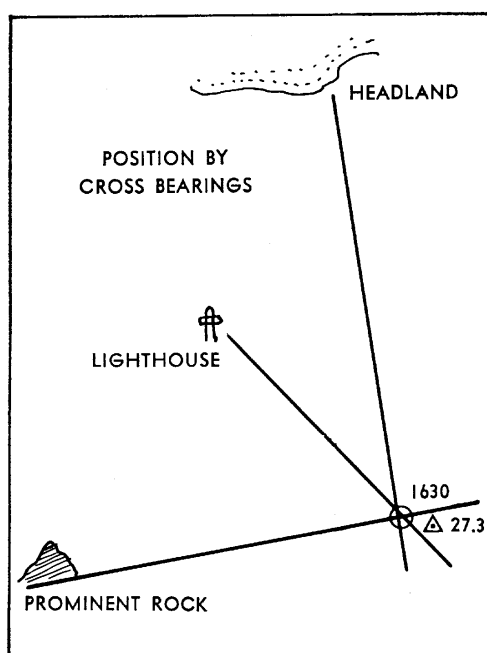 HEADLAND
POSITION BY
CROSS BEARINGS
LIGHTHOUSE
1630
27.3
PROMINENT ROCK